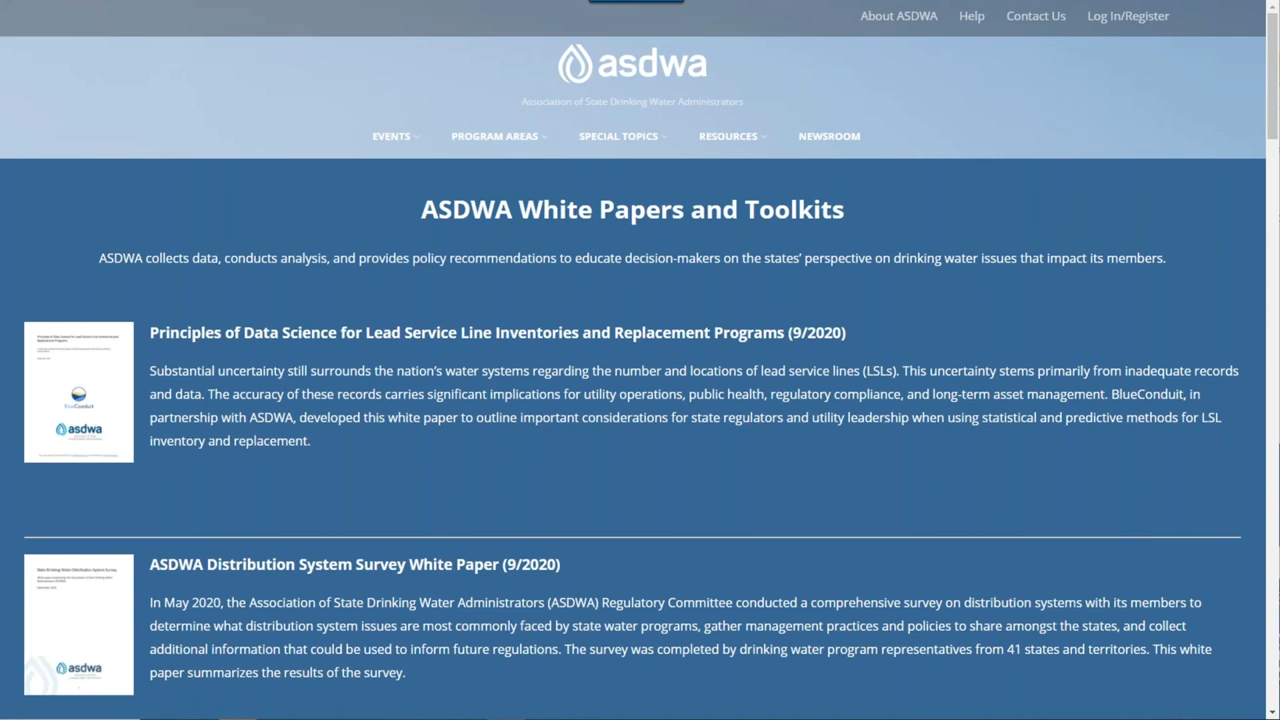 About ASDWA Help Contact Us Log In/Register
asdwa
Association of State Drinking Water Administrators
EVENTS PROGRAM AREAS SPECIAL TOPICS RESOURCES NEWSROOM
ASDWA White Papers and Toolkits
ASDWA collects data, conducts analysis, and provides policy recommendations to educate decision-makers on the states’ perspective on drinking water issues that impact its members.
Principles of Data Science for Lead Service Line Inventories and Replacement Programs (9/2020)
Substantial uncertainty still surrounds the nation’s water systems regarding the number and locations of lead service lines (LSLs). This uncertainty stems primarily from inadequate records
and data. The accuracy of these records carries significant implications for utility operations, public health, regulatory compliance, and long-term asset management. BlueConduit, in
partnership with ASDWA, developed this white paper to outline important considerations for state regulators and utility leadership when using statistical and predictive methods for LSL
inventory and replacement.
BlueConduit
asdwa
ASDWA Distribution System Survey White Paper (9/2020)
In May 2020, the Association of State Drinking Water Administrators (ASDWA) Regulatory Committee conducted a comprehensive survey on distribution systems with its members to
determine what distribution system issues are most commonly faced by state water programs, gather management practices and policies to share amongst the states, and collect
additional information that could be used to inform future regulations. The survey was completed by drinking water program representatives from 41 states and territories. This white
paper summarizes the results of the survey.
asdwa